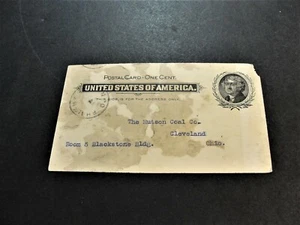 POSTAL CARD - ONE CENT.
UNITED STATES OF AMERICA.
THIS SIDE IS FOR THE ADDRESS ONLY.
The Hutson Coal Co.
Cleveland
Room 5 Blackstone Bldg. Ohio.